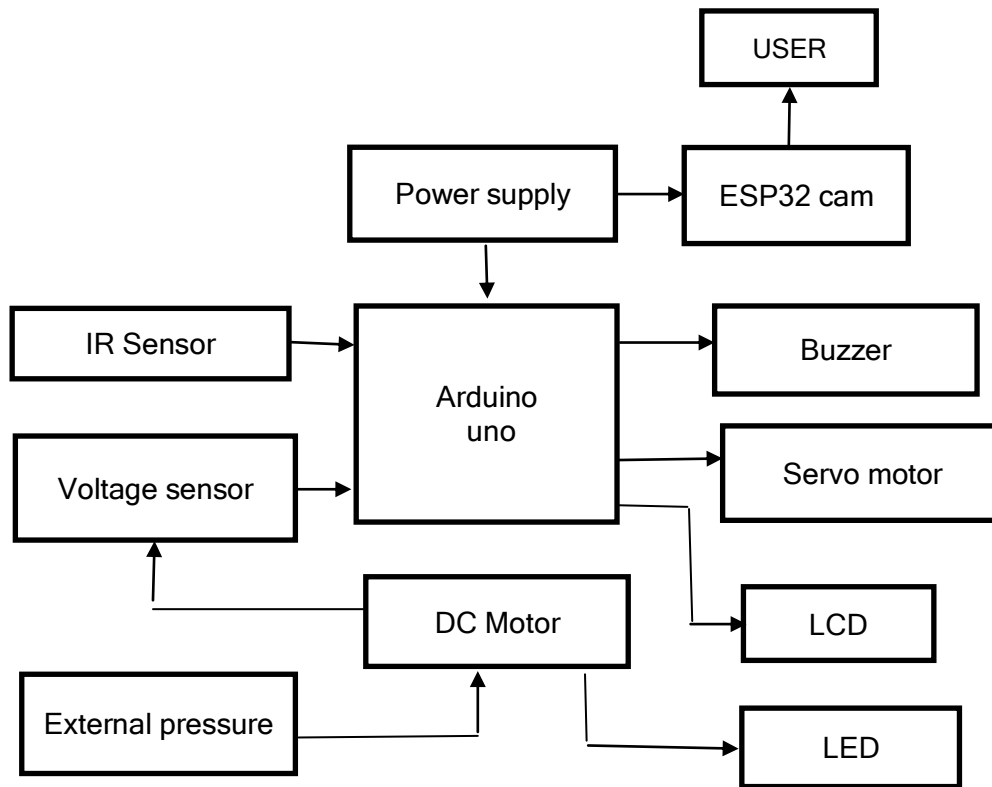 USER
Power supply
ESP32 cam
IR Sensor
Buzzer
Arduino
uno
Servo motor
Voltage sensor
DC Motor
LCD
External pressure
LED